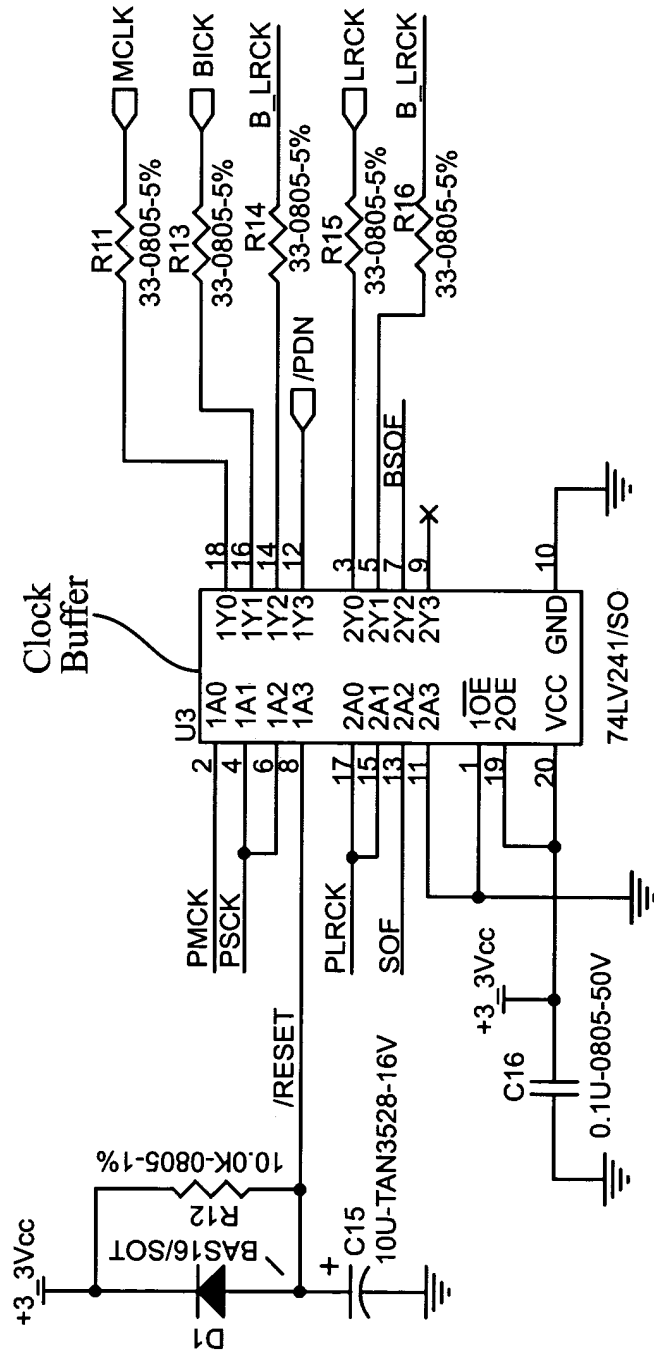 Clock
Buffer
U3
1A0
1A1
1A2
1A3
2A0
2A1
2A2
2A3
1OE
2OE
VCC
1Y0
1Y1
1Y2
1Y3
2Y0
2Y1
2Y2
2Y3
GND
74LV241/SO
2
4
6
8
17
15
13
11
1
19
20
18
16
14
12
3
5
7
9
10
PMCK
PSCK
/RESET
PLRCK
SOF
R11
33-0805-5%
MCLK
R13
33-0805-5%
BICK
R14
33-0805-5%
B_LRCK
/PDN
R15
33-0805-5%
LRCK
R16
33-0805-5%
B_LRCK
BSOF
+3_3Vcc
D1
BAS16/SOT
R12
10.0K-0805-1%
+
C15
10U-TAN3528-16V
+3_3Vcc
C16
0.1U-0805-50V